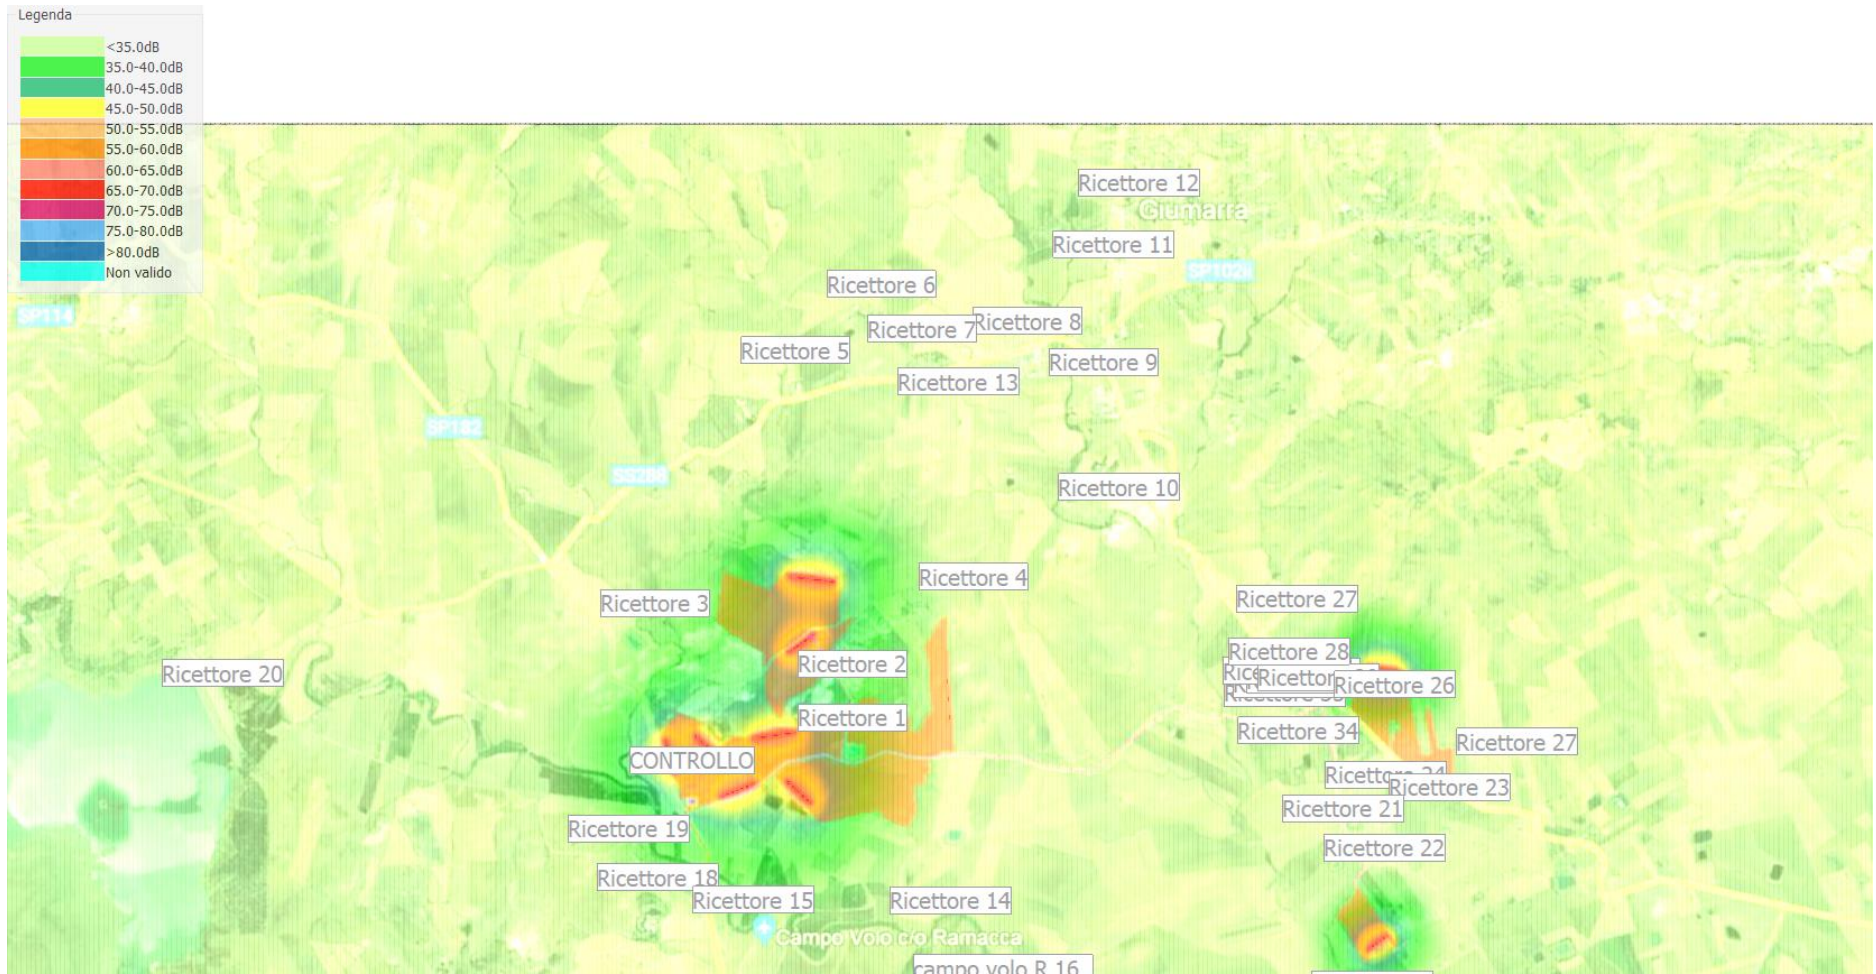 Legenda
<35.0dB
35.0-40.0dB
40.0-45.0dB
45.0-50.0dB
50.0-55.0dB
55.0-60.0dB
60.0-65.0dB
65.0-70.0dB
70.0-75.0dB
75.0-80.0dB
>80.0dB
Non valido
Ricettore 12
Giumarra
Ricettore 11
SP102ii
Ricettore 6
SP114
Ricettore 7
Ricettore 8
Ricettore 5
Ricettore 9
Ricettore 13
SP182
SS288
Ricettore 10
Ricettore 4
Ricettore 3
Ricettore 27
Ricettore 28
Ricettore 2
Ricettore 20
Ricettore 26
Ricettore 1
Ricettore 34
Ricettore 27
CONTROLLO
Ricettore 24
Ricettore 23
Ricettore 21
Ricettore 19
Ricettore 22
Ricettore 18
Ricettore 15
Ricettore 14
Campo volo c/o Ramacca
campo volo R 16